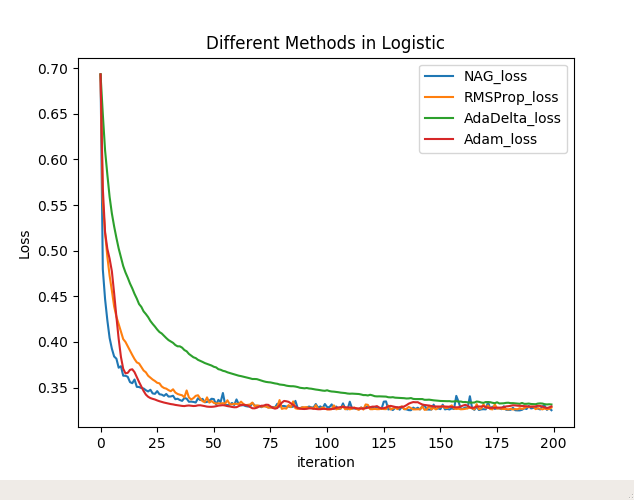 Different Methods in Logistic
NAG_loss
RMSProp_loss
AdaDelta_loss
Adam_loss
0.70
0.65
0.60
0.55
0.50
0.45
0.40
0.35
Loss
0
25
50
75
100
125
150
175
200
iteration